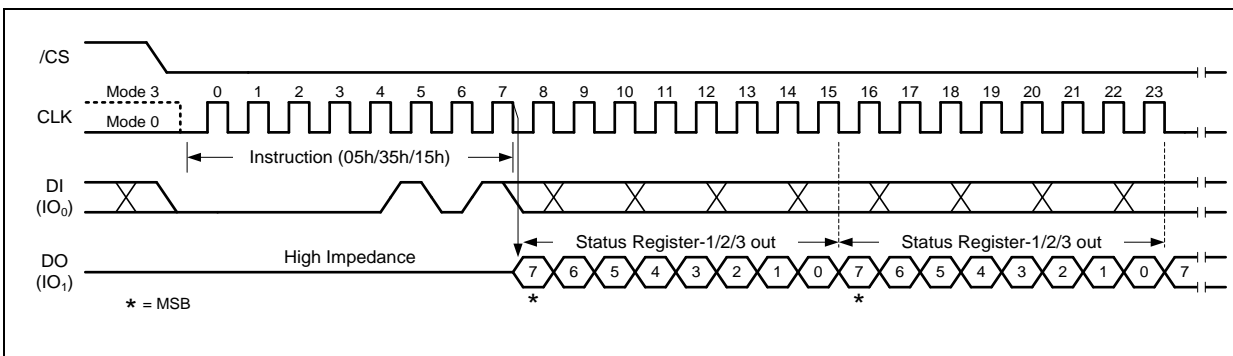 /CS
Mode 3
0 1 2 3 4 5 6 7 8 9 10 11 12 13 14 15 16 17 18 19 20 21 22 23
CLK
Mode 0
Instruction (05h/35h/15h)
DI
(IO₀)
Status Register-1/2/3 out Status Register-1/2/3 out
High Impedance
DO
(IO₁)
7 6 5 4 3 2 1 0 7 6 5 4 3 2 1 0 7
* *
* = MSB